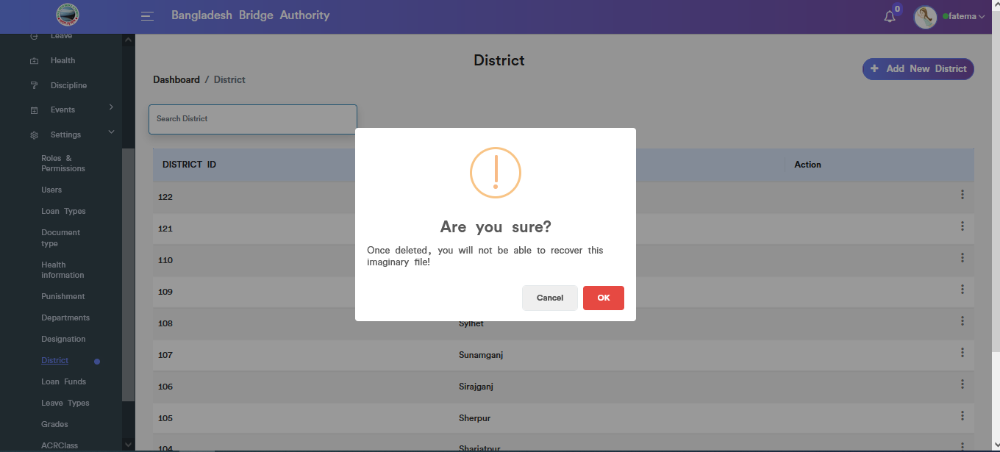 Bangladesh Bridge Authority
0
fatema
Leave
Health
Discipline
Events
Settings
Roles &
Permissions
Users
Loan Types
Document
type
Health
information
Punishment
Departments
Designation
District
Loan Funds
Leave Types
Grades
ACRClass
District
Dashboard / District
+ Add New District
Search District
DISTRICT ID Action
122
121
110
109
108 Sylhet
107 Sunamganj
106 Sirajganj
105 Sherpur
104 Shariatpur
Are you sure?
Once deleted, you will not be able to recover this
imaginary file!
Cancel OK